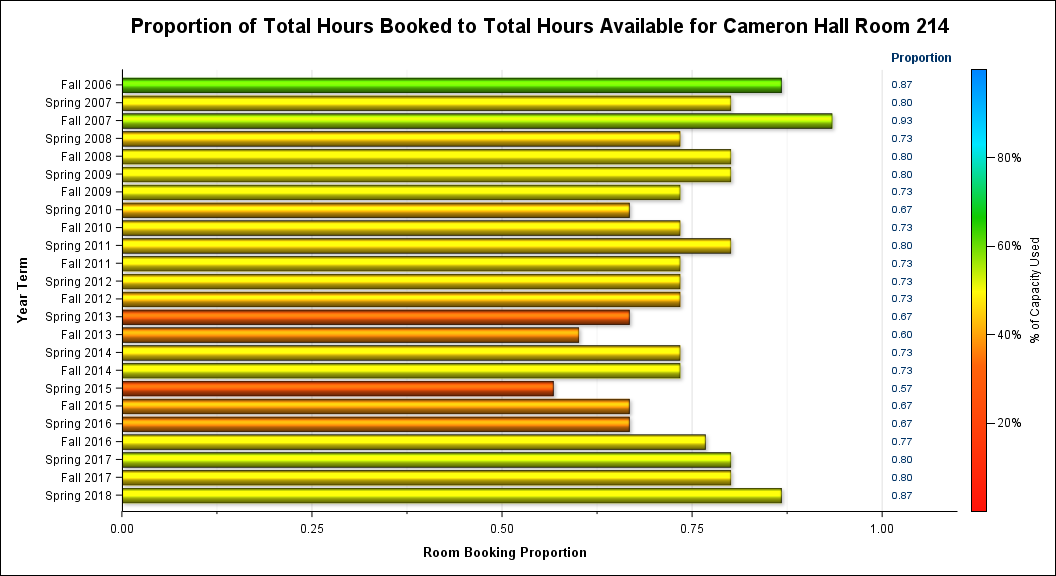 Proportion of Total Hours Booked to Total Hours Available for Cameron Hall Room 214
Proportion
Fall 2006 0.87
Spring 2007 0.80
Fall 2007 0.93
Spring 2008 0.73
Fall 2008 0.80
Spring 2009 0.80
Fall 2009 0.73
Spring 2010 0.67
Fall 2010 0.73
Spring 2011 0.80
Fall 2011 0.73
Spring 2012 0.73
Fall 2012 0.73
Spring 2013 0.67
Fall 2013 0.60
Spring 2014 0.73
Fall 2014 0.73
Spring 2015 0.57
Fall 2015 0.67
Spring 2016 0.67
Fall 2016 0.77
Spring 2017 0.80
Fall 2017 0.80
Spring 2018 0.87
Year Term
0.00 0.25 0.50 0.75 1.00
Room Booking Proportion
80%
60%
40%
20%
% of Capacity Used